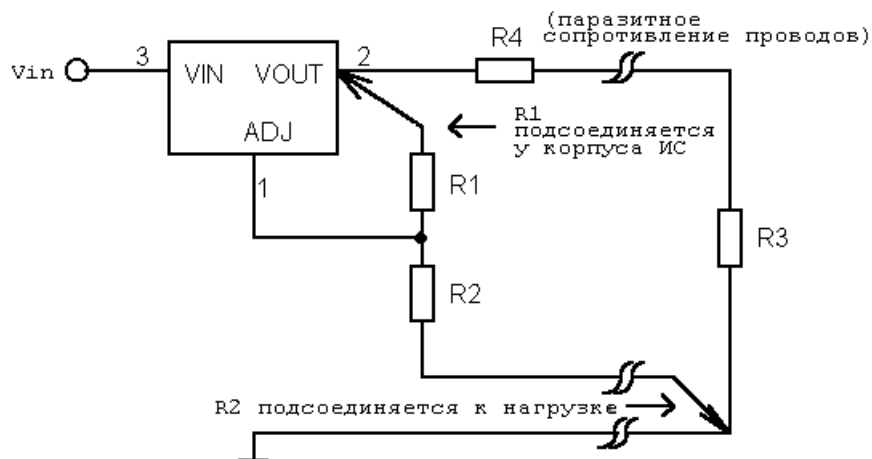 (паразитное
сопротивление проводов)
R4
3
2
Vin
VIN VOUT
ADJ
R1
подсоединяется
у корпуса ИС
1
R1
R3
R2
R2 подсоединяется к нагрузке